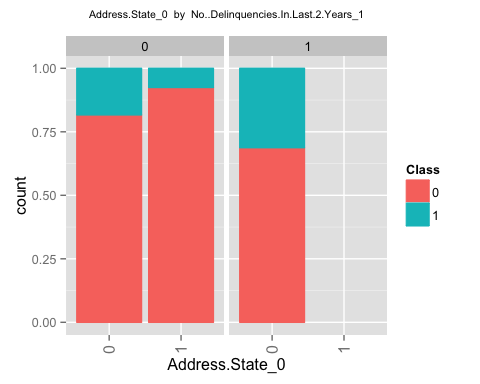 Address.State_0 by No..Delinquencies.In.Last.2.Years_1
0 1
1.00
0.75
0.50
0.25
0.00
count
0 1 0 1
Address.State_0
Class
0
1